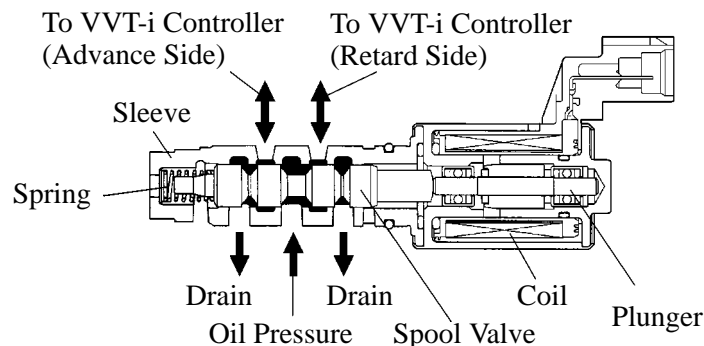 To VVT-i Controller
(Advance Side)
To VVT-i Controller
(Retard Side)
Sleeve
Spring
Drain
Oil Pressure
Drain
Spool Valve
Coil
Plunger